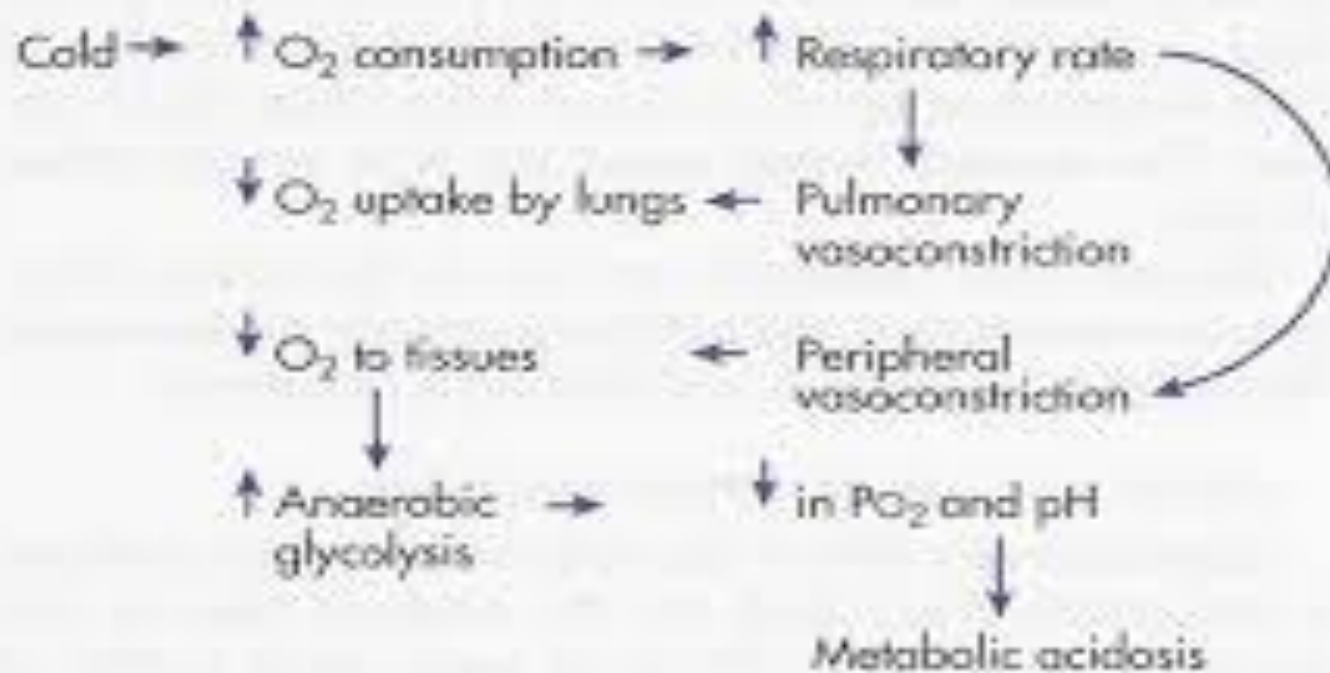 Cold → ↑ O₂ consumption → ↑ Respiratory rate
↓ O₂ uptake by lungs ← Pulmonary
vasoconstriction
↓ O₂ to tissues ← Peripheral
vasoconstriction
↑ Anaerobic → ↓ in PO₂ and pH
glycolysis
Metabolic acidosis